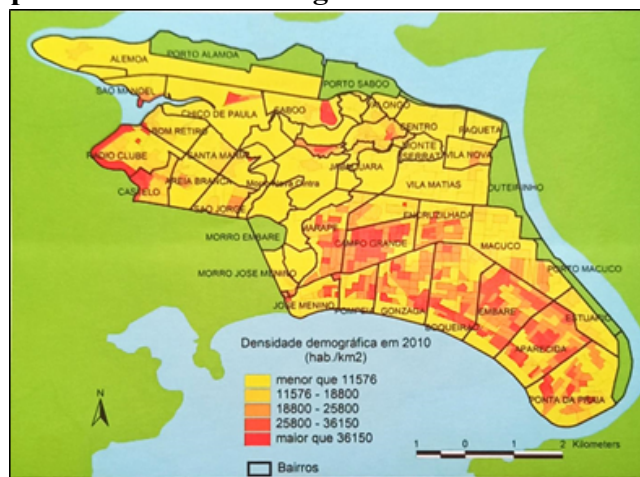 ALEMOA
PORTO ALAMOA
PORTO SABOO
SAO MANOEL
CHICO DE PAULA
SABOO
VALONGO
CENTRO
PAQUETA
BOM RETIRO
MONTE
SERRAT
VILA NOVA
RADIO CLUBE
SANTA MARIA
JABAQUARA
AREIA BRANCA
Morro Nova Cintra
VILA MATIAS
OUTEIRINHO
CASTELO
SAO JORGE
ENCRUZILHADA
MORRO EMBARE
MARAPE
CAMPO GRANDE
MACUCO
PORTO MACUCO
MORRO JOSE MENINO
JOSE MENINO
POMPEIA
GONZAGA
BOQUEIRAO
EMBARE
ESTUARIO
APARECIDA
PONTA DA PRAIA
Densidade demográfica em 2010
(hab./km2)
menor que 11576
11576 - 18800
18800 - 25800
25800 - 36150
maior que 36150
Bairros
N
1 0 1 2 Kilometers